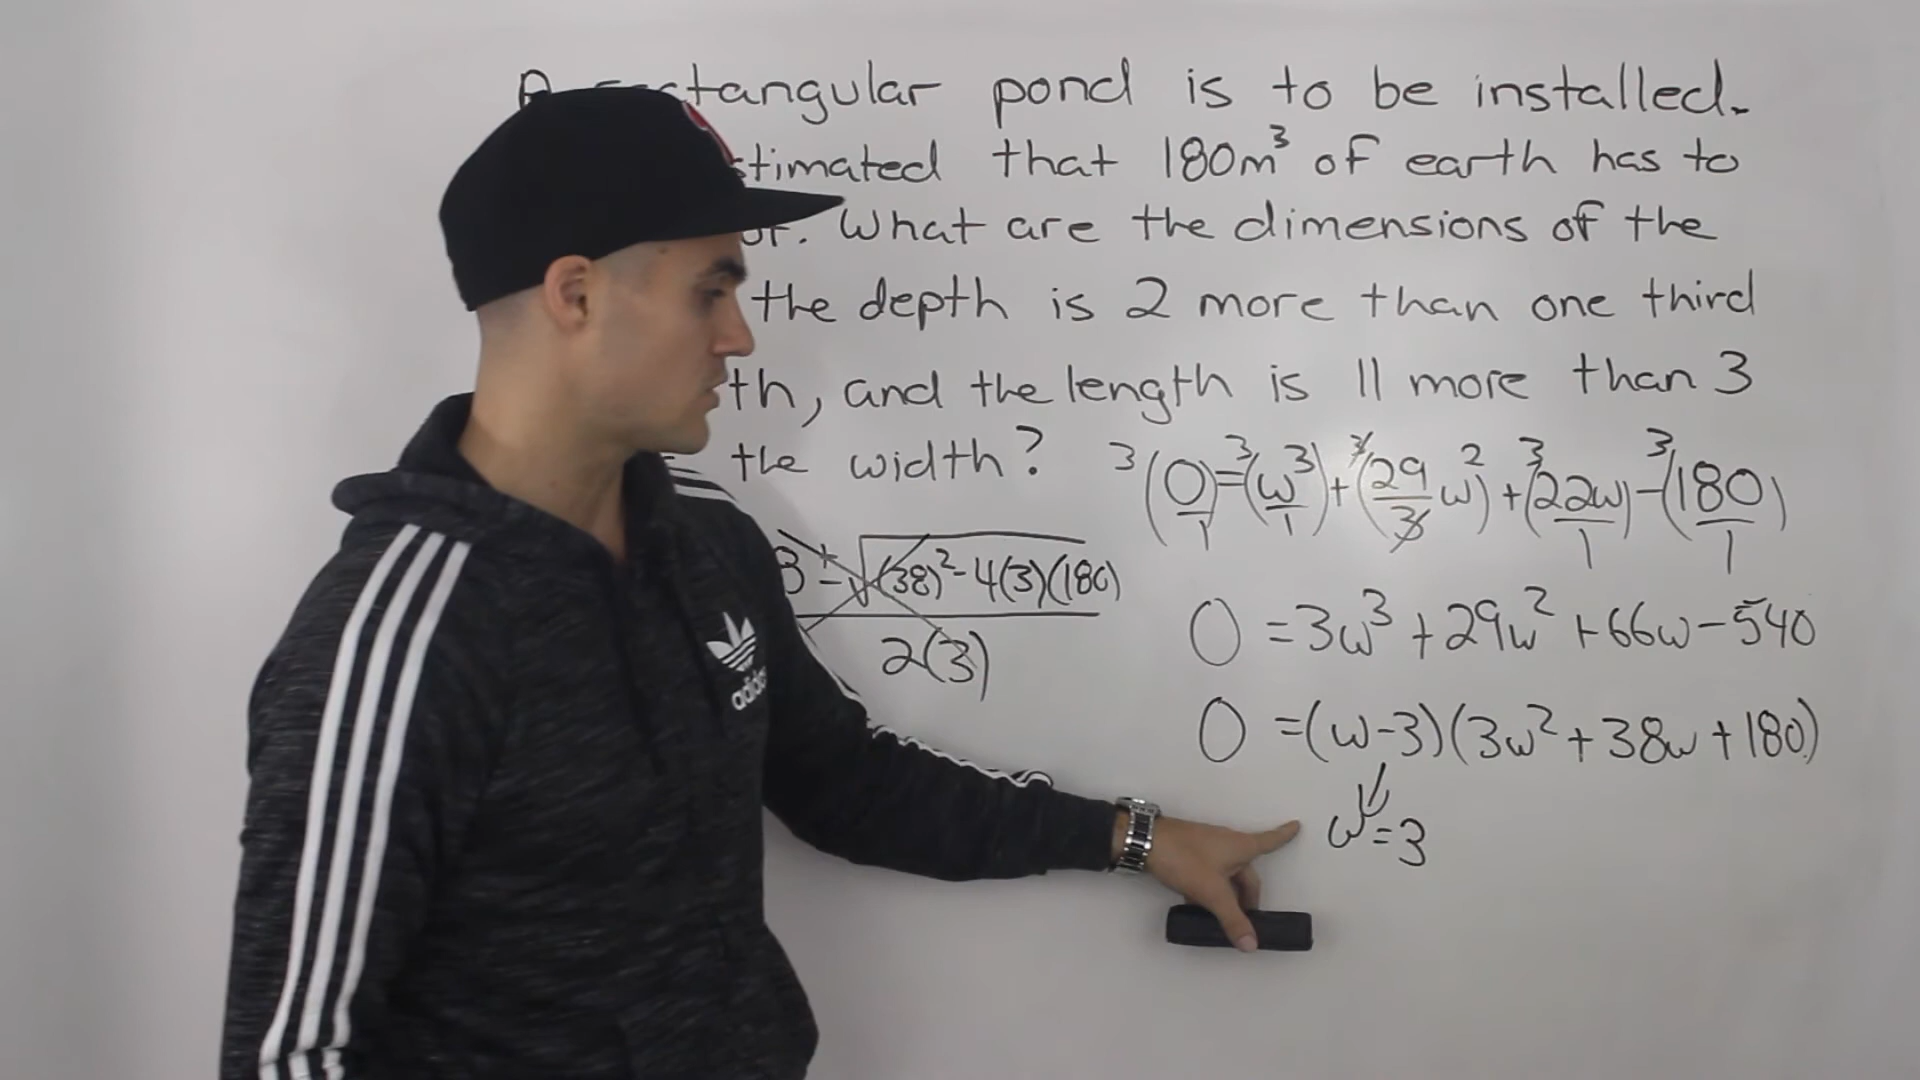 A rectangular pond is to be installed.
estimated that 180m³ of earth has to
What are the dimensions of the
the depth is 2 more than one third
th, and the length is 11 more than 3
the width?
3(0/1)=3(w³/1)+3(29/3 w²)+3(22w/1)-3(180/1)
3±√(38)²-4(3)(180)
2(3)
0=3w³+29w²+66w-540
0=(w-3)(3w²+38w+180)
w=3
adidas